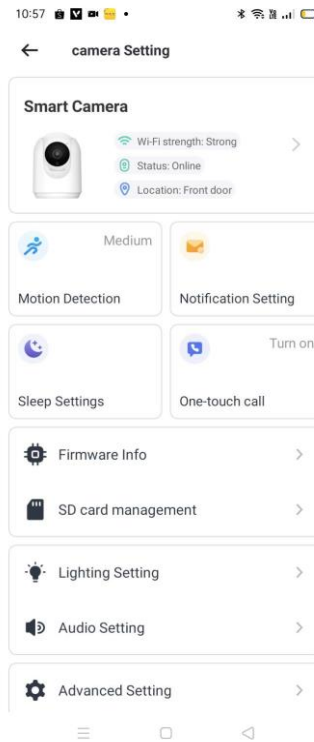 10:57
camera Setting
Smart Camera
Wi-Fi strength: Strong
Status: Online
Location: Front door
Medium
Motion Detection
Notification Setting
Sleep Settings
Turn on
One-touch call
Firmware Info
SD card management
Lighting Setting
Audio Setting
Advanced Setting